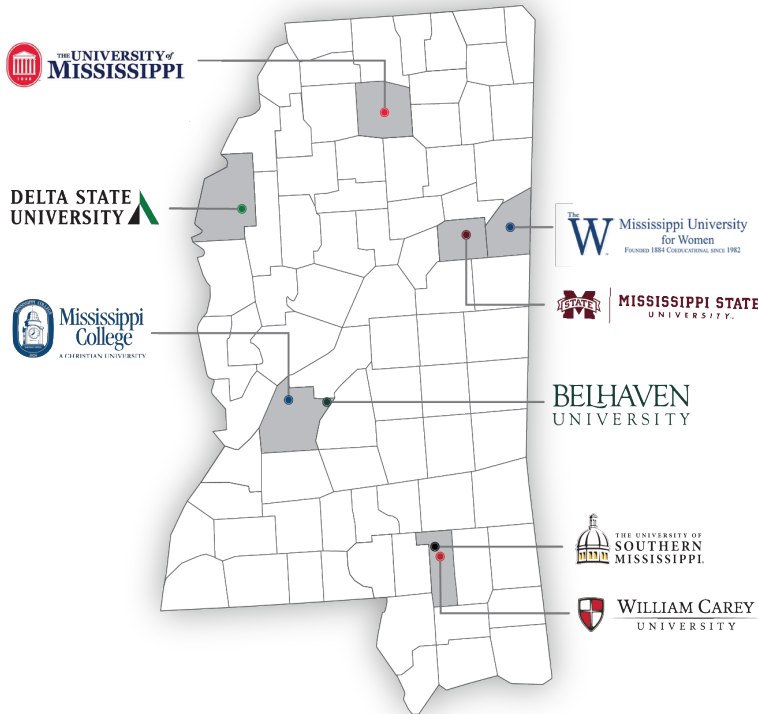 THE UNIVERSITY of
MISSISSIPPI
1848
DELTA STATE
UNIVERSITY
The
W
Mississippi University
for Women
FOUNDED 1884 COEDUCATIONAL SINCE 1982
STATE
MISSISSIPPI STATE
UNIVERSITY.
Mississippi
College
A CHRISTIAN UNIVERSITY
BELHAVEN
UNIVERSITY
THE UNIVERSITY OF
SOUTHERN
MISSISSIPPI.
WILLIAM CAREY
UNIVERSITY